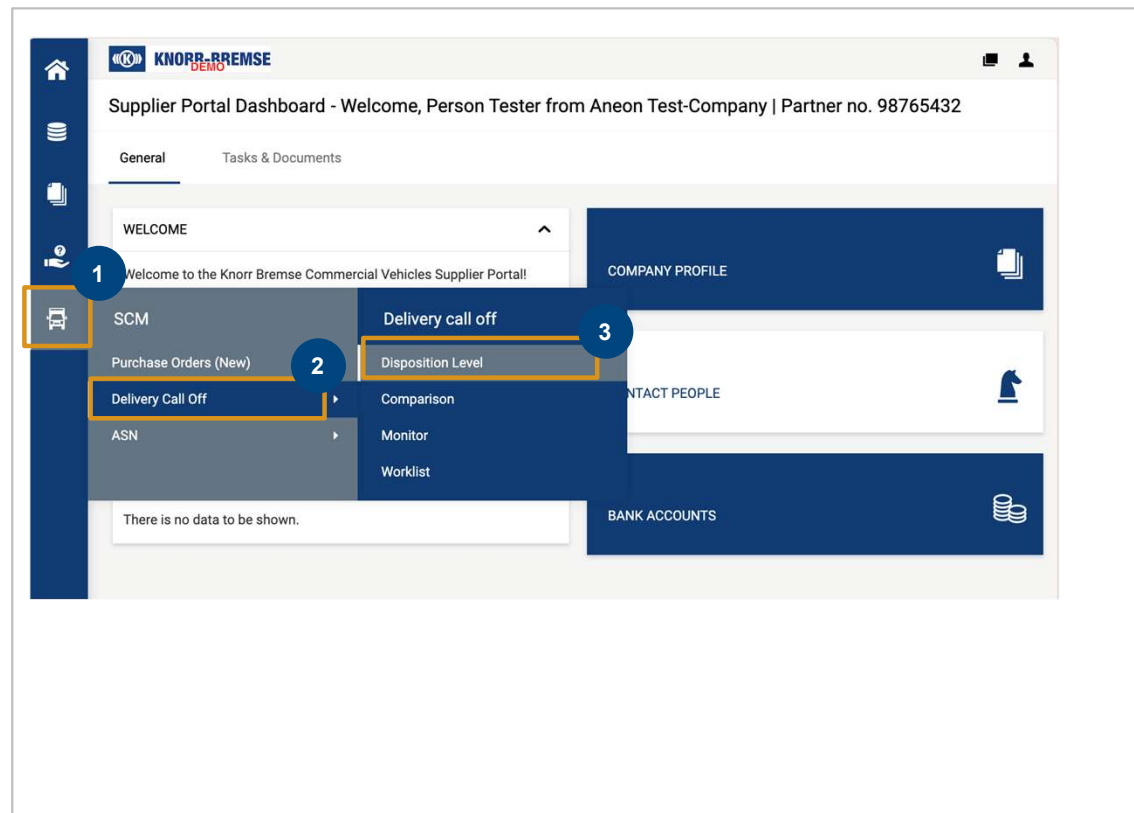 KNORR-BREMSE
DEMO
Supplier Portal Dashboard - Welcome, Person Tester from Aneon Test-Company | Partner no. 98765432
General Tasks & Documents
WELCOME
Welcome to the Knorr Bremse Commercial Vehicles Supplier Portal!
COMPANY PROFILE
1
SCM
Delivery call off
3
Purchase Orders (New)
2
Disposition Level
Delivery Call Off
Comparison
NTACT PEOPLE
ASN
Monitor
Worklist
There is no data to be shown.
BANK ACCOUNTS